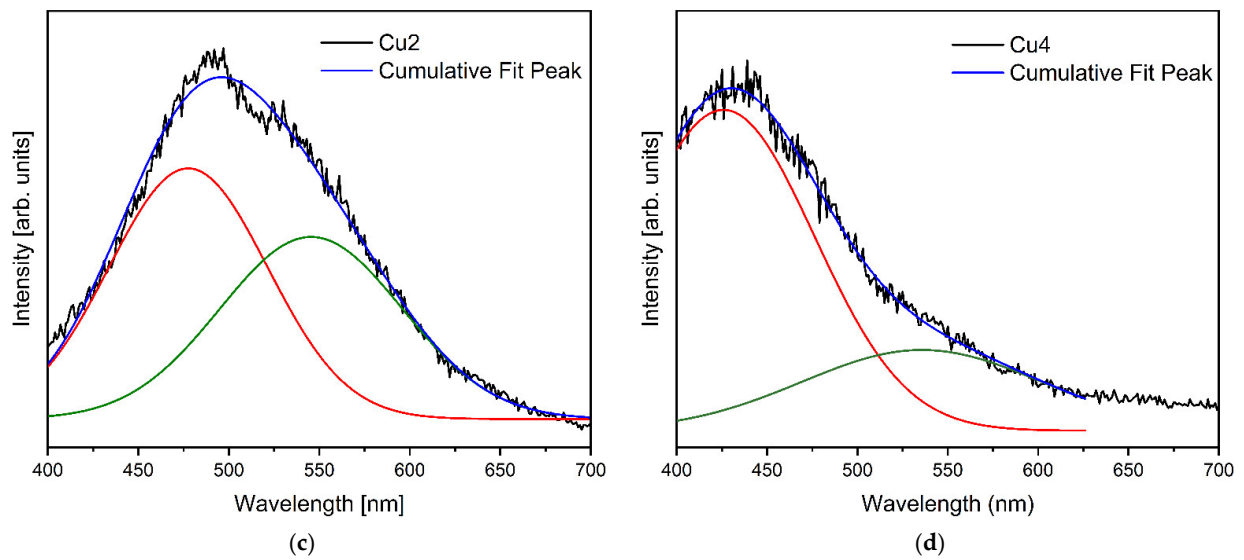 Cu2
Cumulative Fit Peak
Intensity [arb. units]
400 450 500 550 600 650 700
Wavelength [nm]
(c)
Cu4
Cumulative Fit Peak
Intensity [arb. units]
400 450 500 550 600 650 700
Wavelength (nm)
(d)